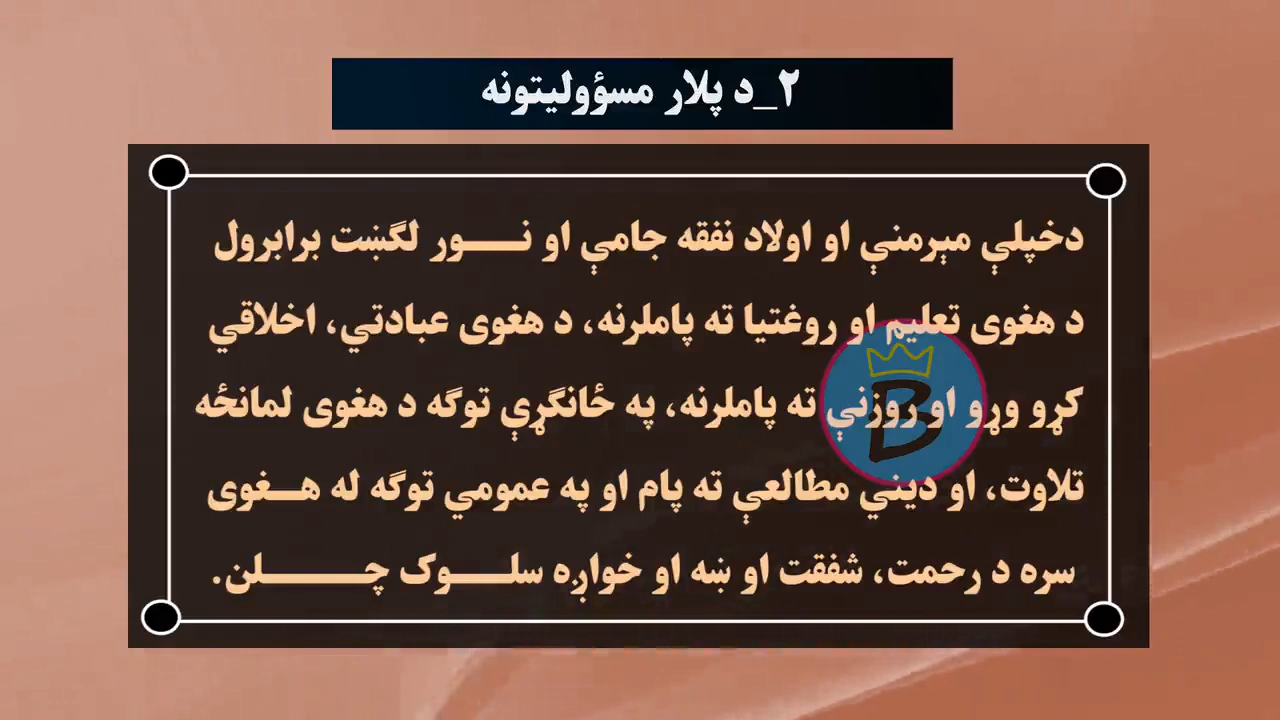 ۲_د پلار مسؤولیتونه
دخپلې مېرمنې او اولاد نفقه جامې او نـــور لګښت برابرول
د هغوی تعلیم او روغتیا ته پاملرنه، د هغوی عبادتي، اخلاقي
کړو وړو او روزنې ته پاملرنه، په ځانګړې توګه د هغوی لمانځه
تلاوت، او دیني مطالعې ته پام او په عمومي توګه له هـــغوی
سره د رحمت، شفقت او ښه او خواږه سلـــوک چـــلن.
B